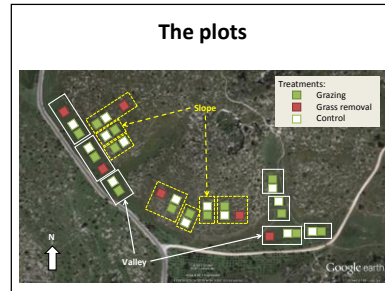 The plots
Treatments:
Grazing
Grass removal
Control
Slope
N
Valley
Google earth